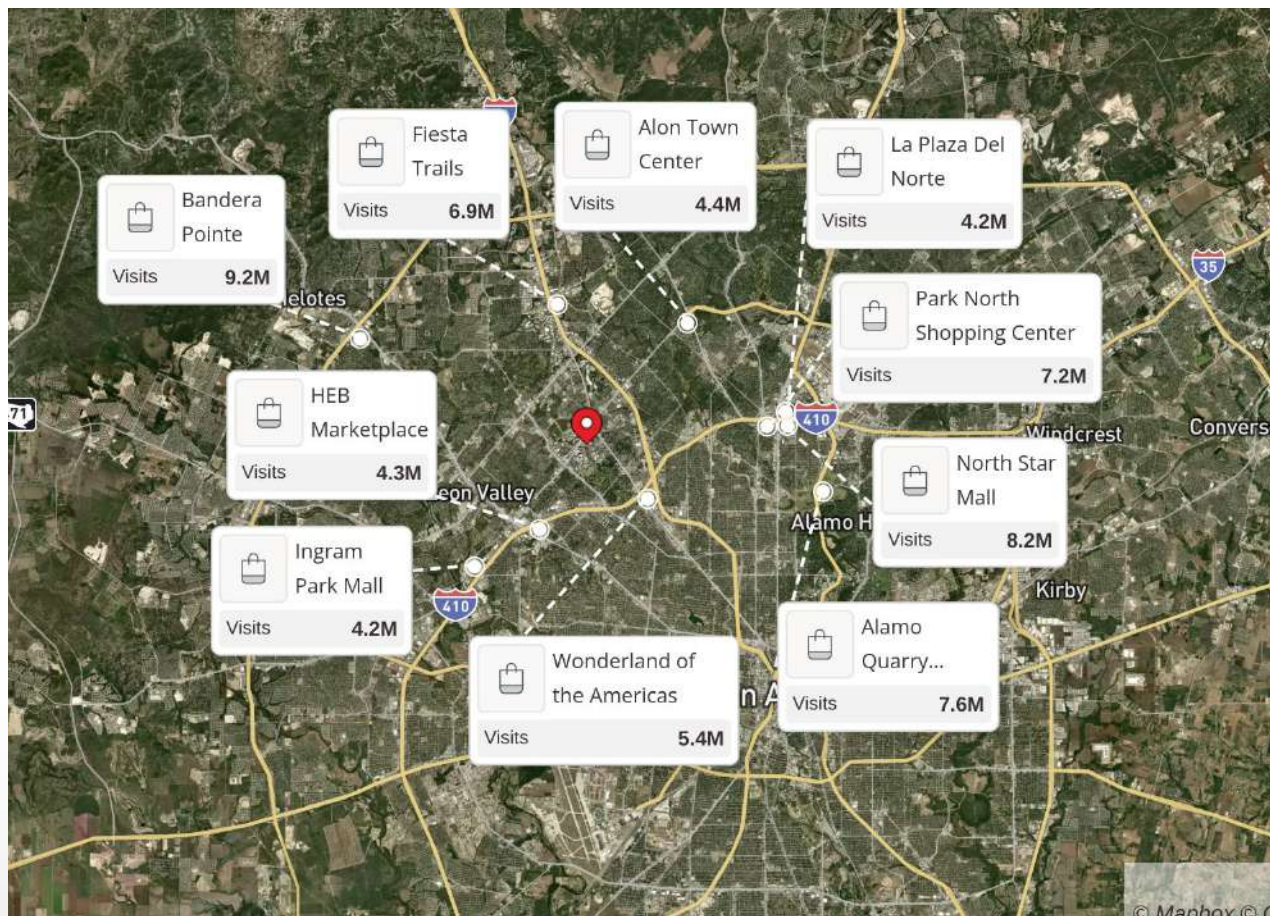 Fiesta
Trails
Visits 6.9M
Alon Town
Center
Visits 4.4M
La Plaza Del
Norte
Visits 4.2M
Bandera
Pointe
Visits 9.2M
35
elotes
Park North
Shopping Center
Visits 7.2M
HEB
Marketplace
Visits 4.3M
71
410
Windcrest
Convers
North Star
Mall
Visits 8.2M
eon Valley
Alamo H
Ingram
Park Mall
Visits 4.2M
410
Kirby
Alamo
Quarry...
Visits 7.6M
Wonderland of
the Americas
Visits 5.4M
n A
© Mapbox ©